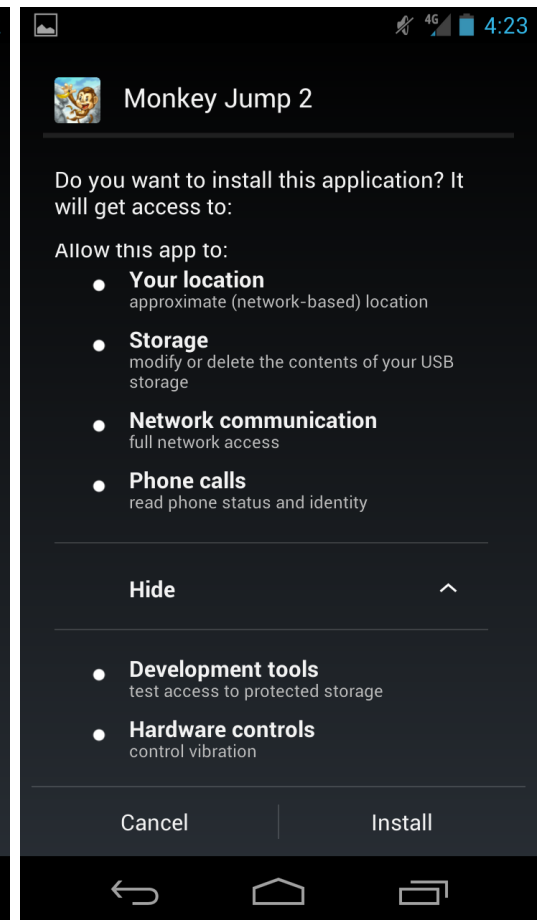 4G 4:23
Monkey Jump 2
Do you want to install this application? It
will get access to:
Allow this app to:
Your location
approximate (network-based) location
Storage
modify or delete the contents of your USB
storage
Network communication
full network access
Phone calls
read phone status and identity
Hide
Development tools
test access to protected storage
Hardware controls
control vibration
Cancel Install